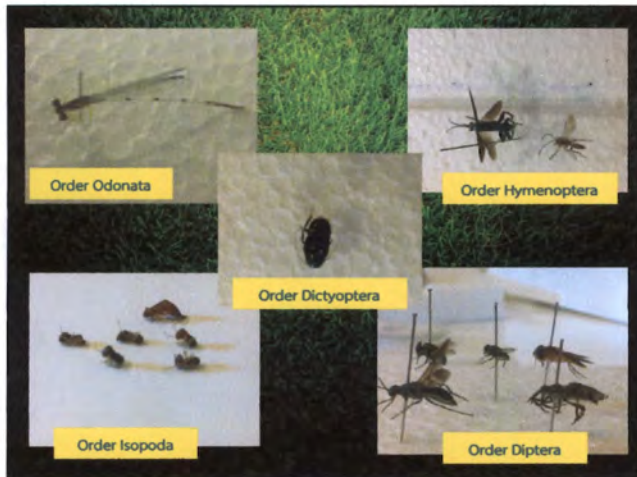 Order Odonata
Order Hymenoptera
Order Dictyoptera
Order Isopoda
Order Diptera